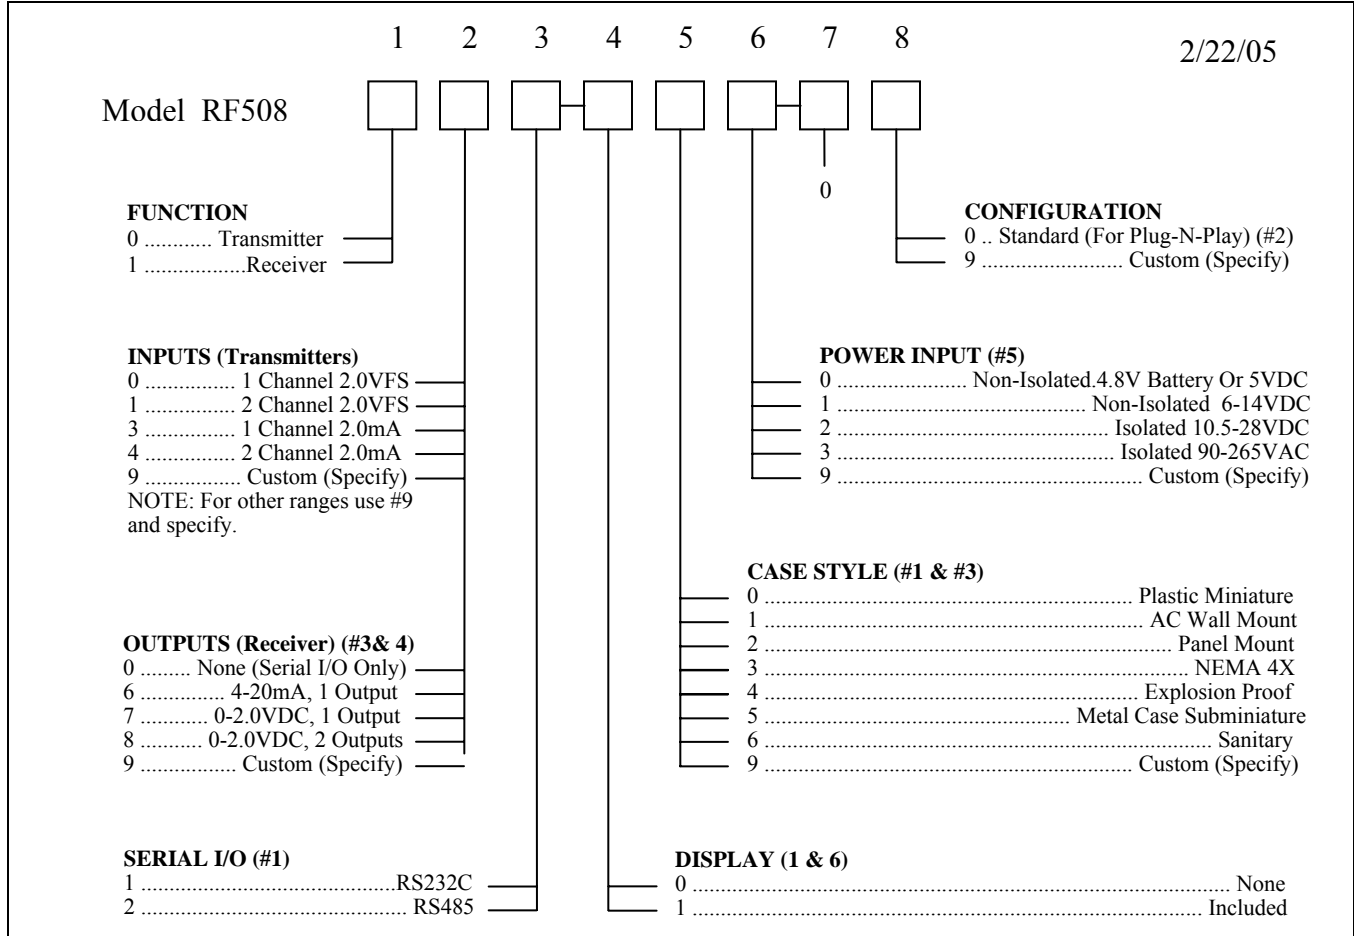 1 2 3 4 5 6 7 8
2/22/05
Model RF508
0
FUNCTION
0 ............ Transmitter
1 ..................Receiver
CONFIGURATION
0 .. Standard (For Plug-N-Play) (#2)
9 ......................... Custom (Specify)
INPUTS (Transmitters)
0 ................ 1 Channel 2.0VFS
1 ................ 2 Channel 2.0VFS
3 ................ 1 Channel 2.0mA
4 ................ 2 Channel 2.0mA
9 ................. Custom (Specify)
NOTE: For other ranges use #9
and specify.
POWER INPUT (#5)
0 ....................... Non-Isolated.4.8V Battery Or 5VDC
1 ............................................. Non-Isolated 6-14VDC
2 ................................................. Isolated 10.5-28VDC
3 .................................................. Isolated 90-265VAC
9 ....................................................... Custom (Specify)
CASE STYLE (#1 & #3)
0 .................................................................. Plastic Miniature
1 .................................................................... AC Wall Mount
2 ......................................................................... Panel Mount
3 ............................................................................ NEMA 4X
4 ................................................................... Explosion Proof
5 ....................................................... Metal Case Subminiature
6 ................................................................................ Sanitary
9 .................................................................. Custom (Specify)
OUTPUTS (Receiver) (#3& 4)
0 ......... None (Serial I/O Only)
6 ............... 4-20mA, 1 Output
7 ............ 0-2.0VDC, 1 Output
8 ........... 0-2.0VDC, 2 Outputs
9 ................. Custom (Specify)
SERIAL I/O (#1)
1 ..............................................RS232C
2 ................................................ RS485
DISPLAY (1 & 6)
0 ................................................................................................. None
1 ............................................................................................ Included